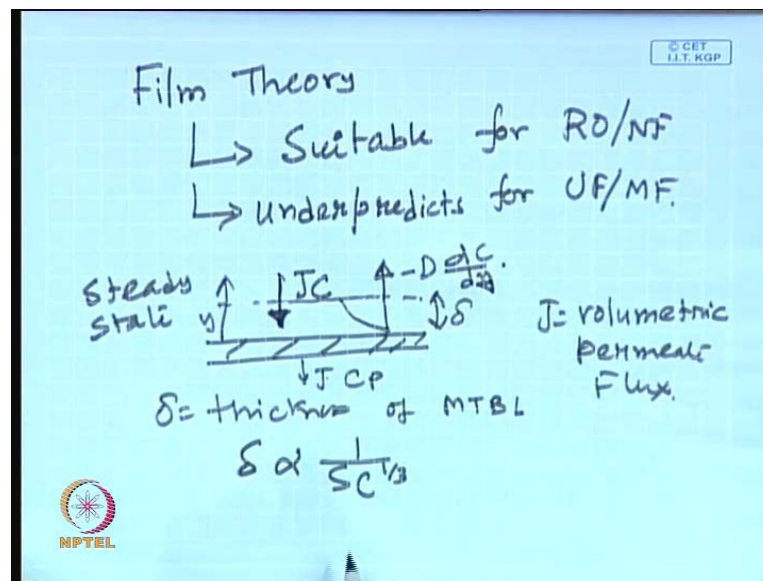 © CET
I.I.T. KGP
Film Theory
↳ Suitable for RO/NF
↳ underpredicts for UF/MF.
Steady
State
y
JC
-D dC/dy.
δ
J CP
J = volumetric
permeate
Flux.
δ = thickness of MTBL
δ ∝ 1/SC^1/3
NPTEL